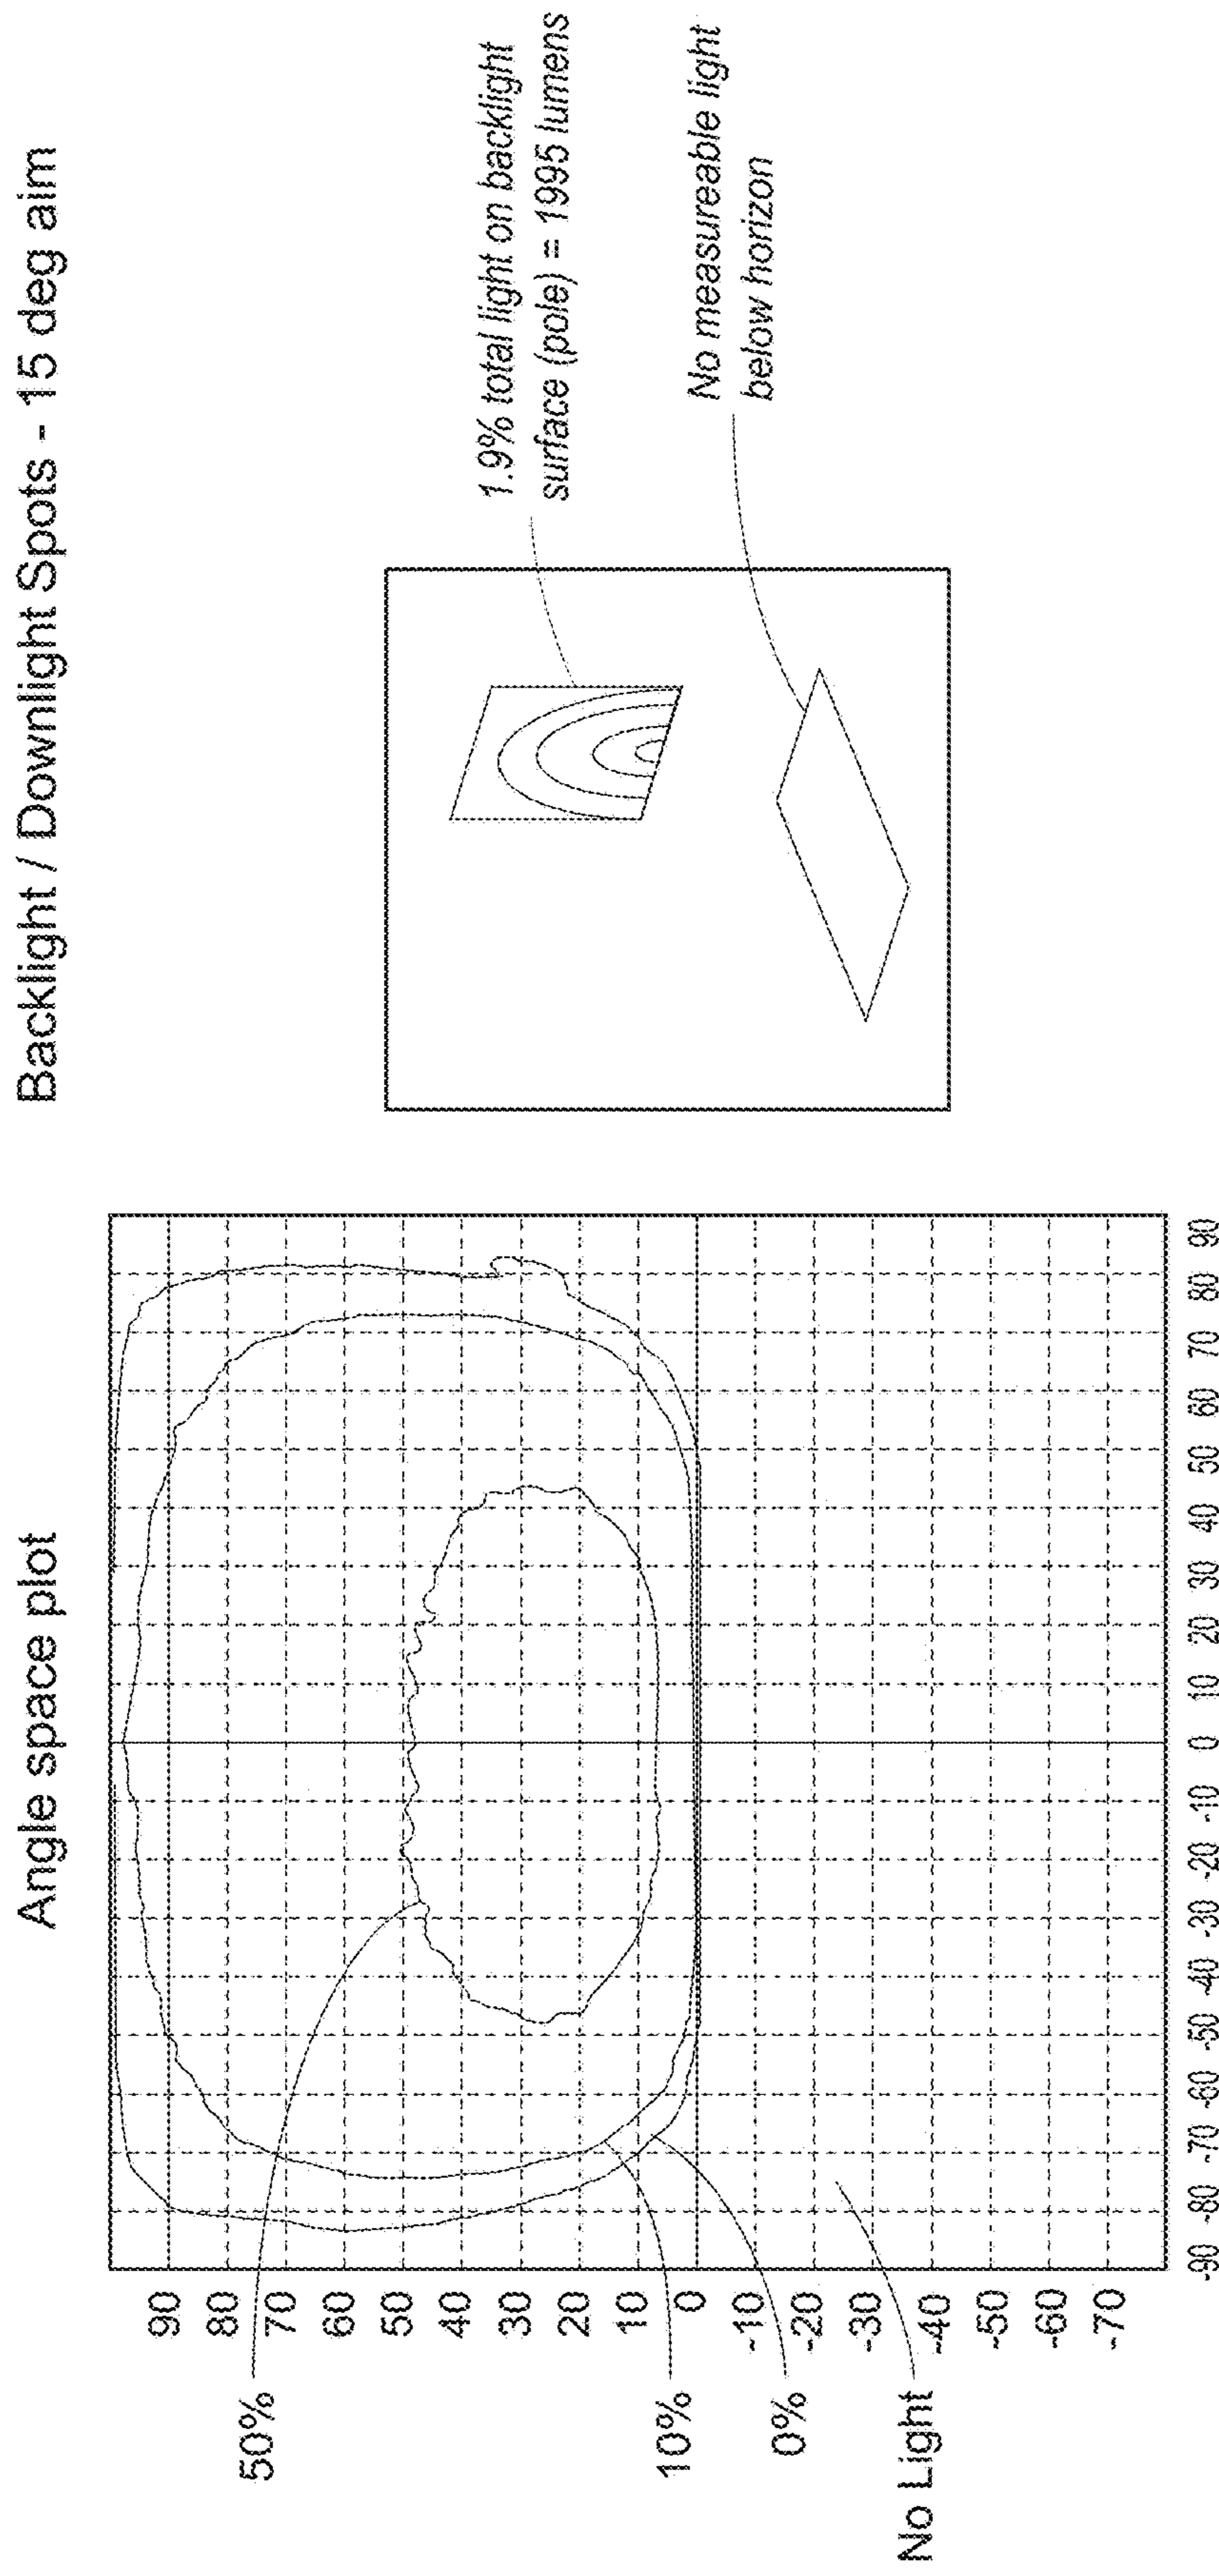 Angle space plot
Backlight / Downlight Spots - 15 deg aim
50%
10%
0%
No Light
90
80
70
60
50
40
30
20
10
0
-10
-20
-30
-40
-50
-60
-70
-90 -80 -70 -60 -50 -40 -30 -20 -10 0 10 20 30 40 50 60 70 80 90
1.9% total light on backlight
surface (pole) = 1995 lumens
No measureable light
below horizon